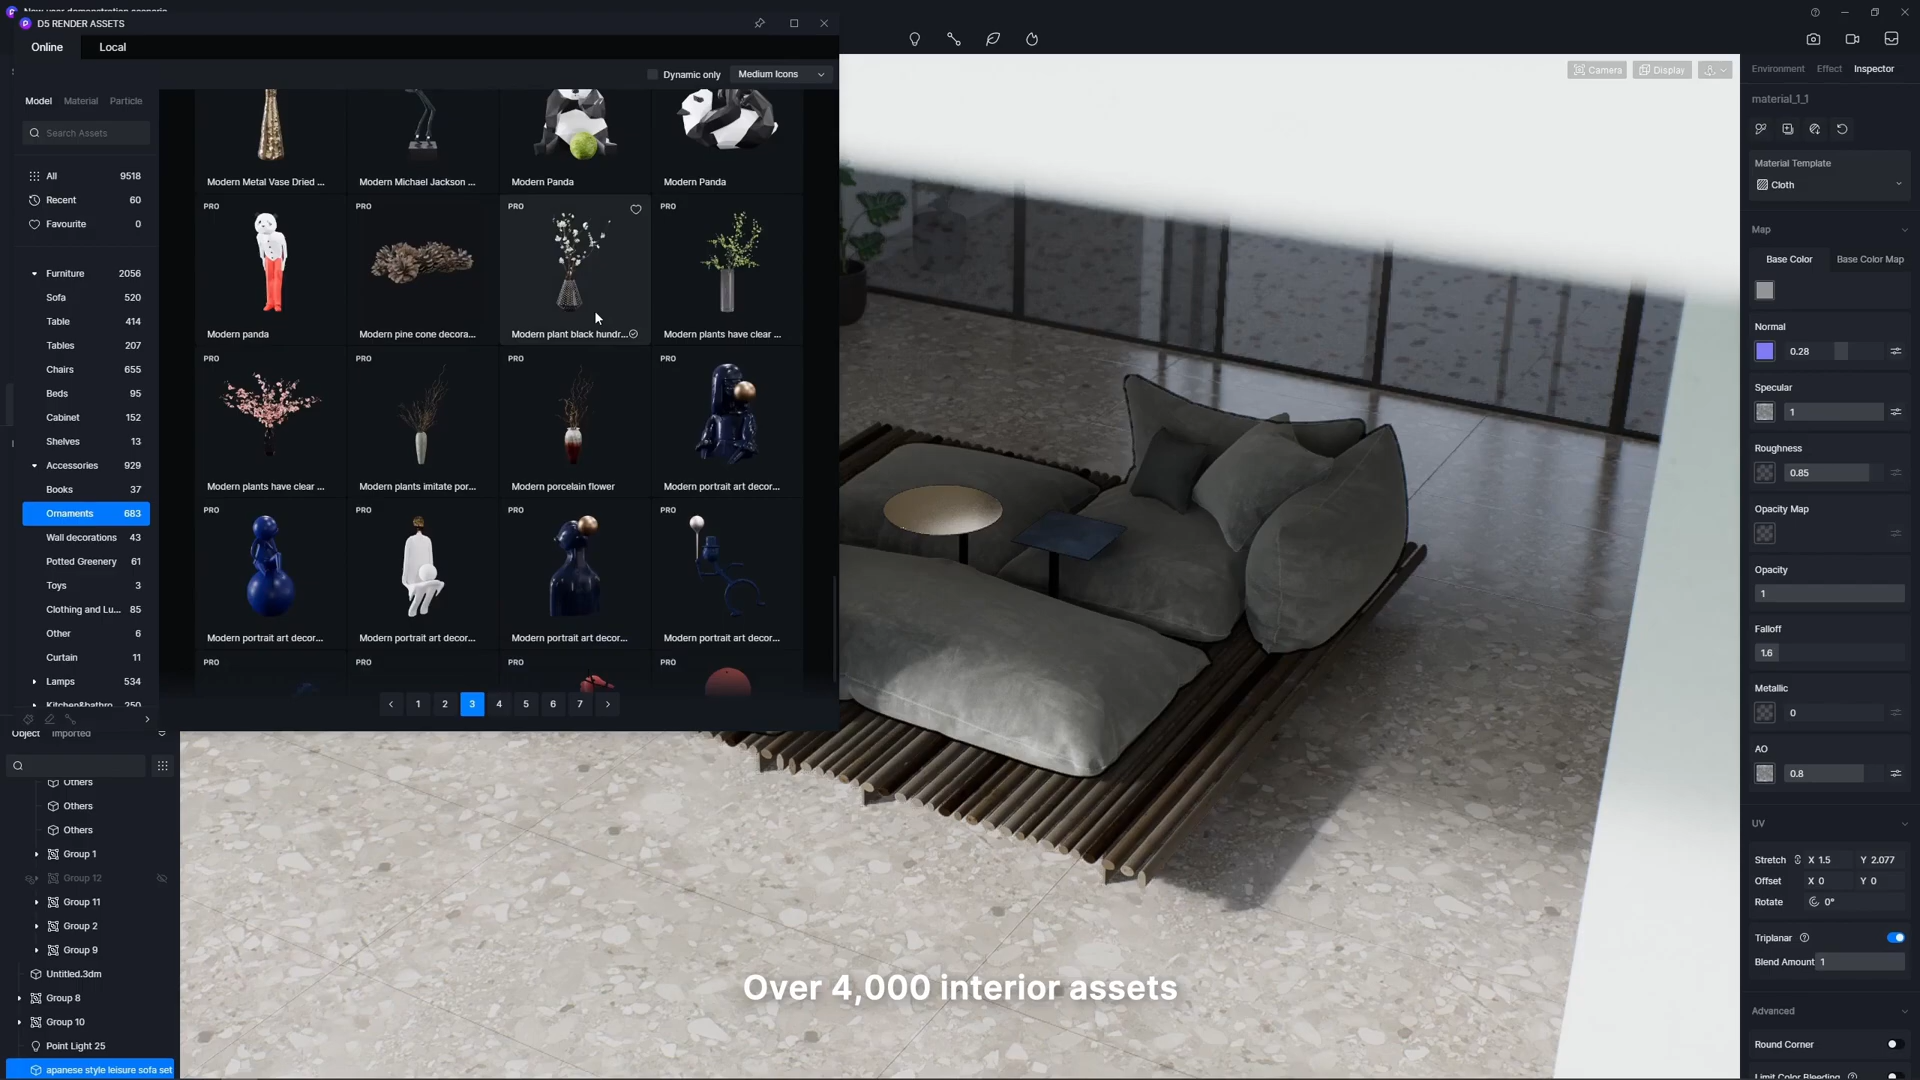 D5 RENDER ASSETS
Online
Local
Dynamic only
Medium Icons
Model
Material
Particle
Search Assets
All 9518
Recent 60
Favourite 0
Furniture 2056
Sofa 520
Table 414
Tables 207
Chairs 655
Beds 95
Cabinet 152
Shelves 13
Accessories 929
Books 37
Ornaments 683
Wall decorations 43
Potted Greenery 61
Toys 3
Clothing and Lu... 85
Other 6
Curtain 11
Lamps 534
Kitchen&bathro... 250
Modern Metal Vase Dried ...
Modern Michael Jackson ...
Modern Panda
Modern Panda
PRO
PRO
PRO
PRO
Modern panda
Modern pine cone decora...
Modern plant black hundr...
Modern plants have clear ...
PRO
PRO
PRO
Modern plants have clear ...
Modern plants imitate por...
Modern porcelain flower
Modern portrait art decor...
PRO
PRO
PRO
PRO
Modern portrait art decor...
Modern portrait art decor...
Modern portrait art decor...
Modern portrait art decor...
PRO
PRO
PRO
PRO
1 2 3 4 5 6 7
Object
Imported
Others
Others
Others
Group 1
Group 12
Group 11
Group 2
Group 9
Untitled.3dm
Group 8
Group 10
Point Light 25
apanese style leisure sofa set
Over 4,000 interior assets
Camera
Display
Environment
Effect
Inspector
material_1_1
Material Template
Cloth
Map
Base Color
Base Color Map
Normal
0.28
Specular
1
Roughness
0.85
Opacity Map
Opacity
1
Falloff
1.6
Metallic
0
AO
0.8
UV
Stretch X 1.5 Y 2.077
Offset X 0 Y 0
Rotate 0°
Triplanar
Blend Amount 1
Advanced
Round Corner
Limit Color Bleeding